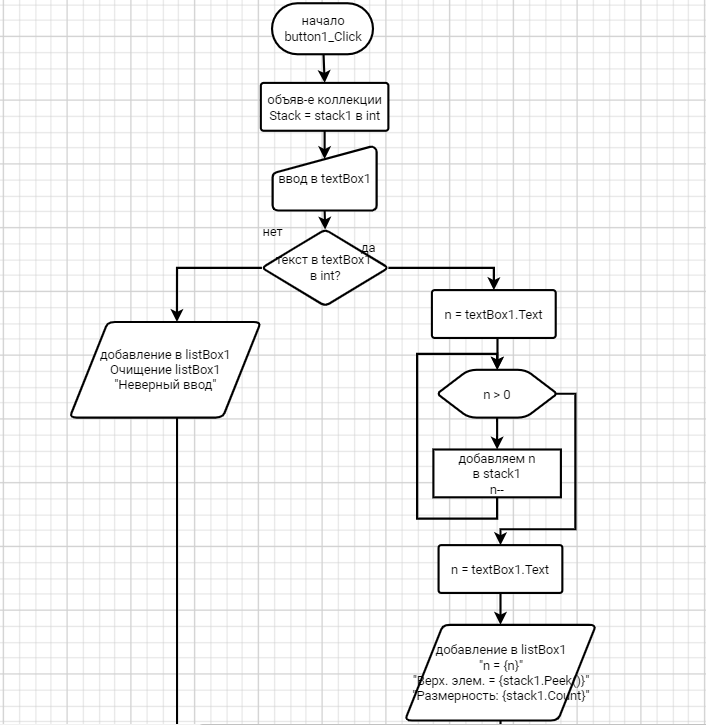 начало
button1_Click
объяв-е коллекции
Stack = stack1 в int
ввод в textBox1
нет
да
текст в textBox1
в int?
n = textBox1.Text
добавление в listBox1
Очищение listBox1
"Неверный ввод"
n > 0
добавляем n
в stack1
n--
n = textBox1.Text
добавление в listBox1
"n = {n}"
"Верх. элем. = {stack1.Peek()}"
"Размерность: {stack1.Count}"